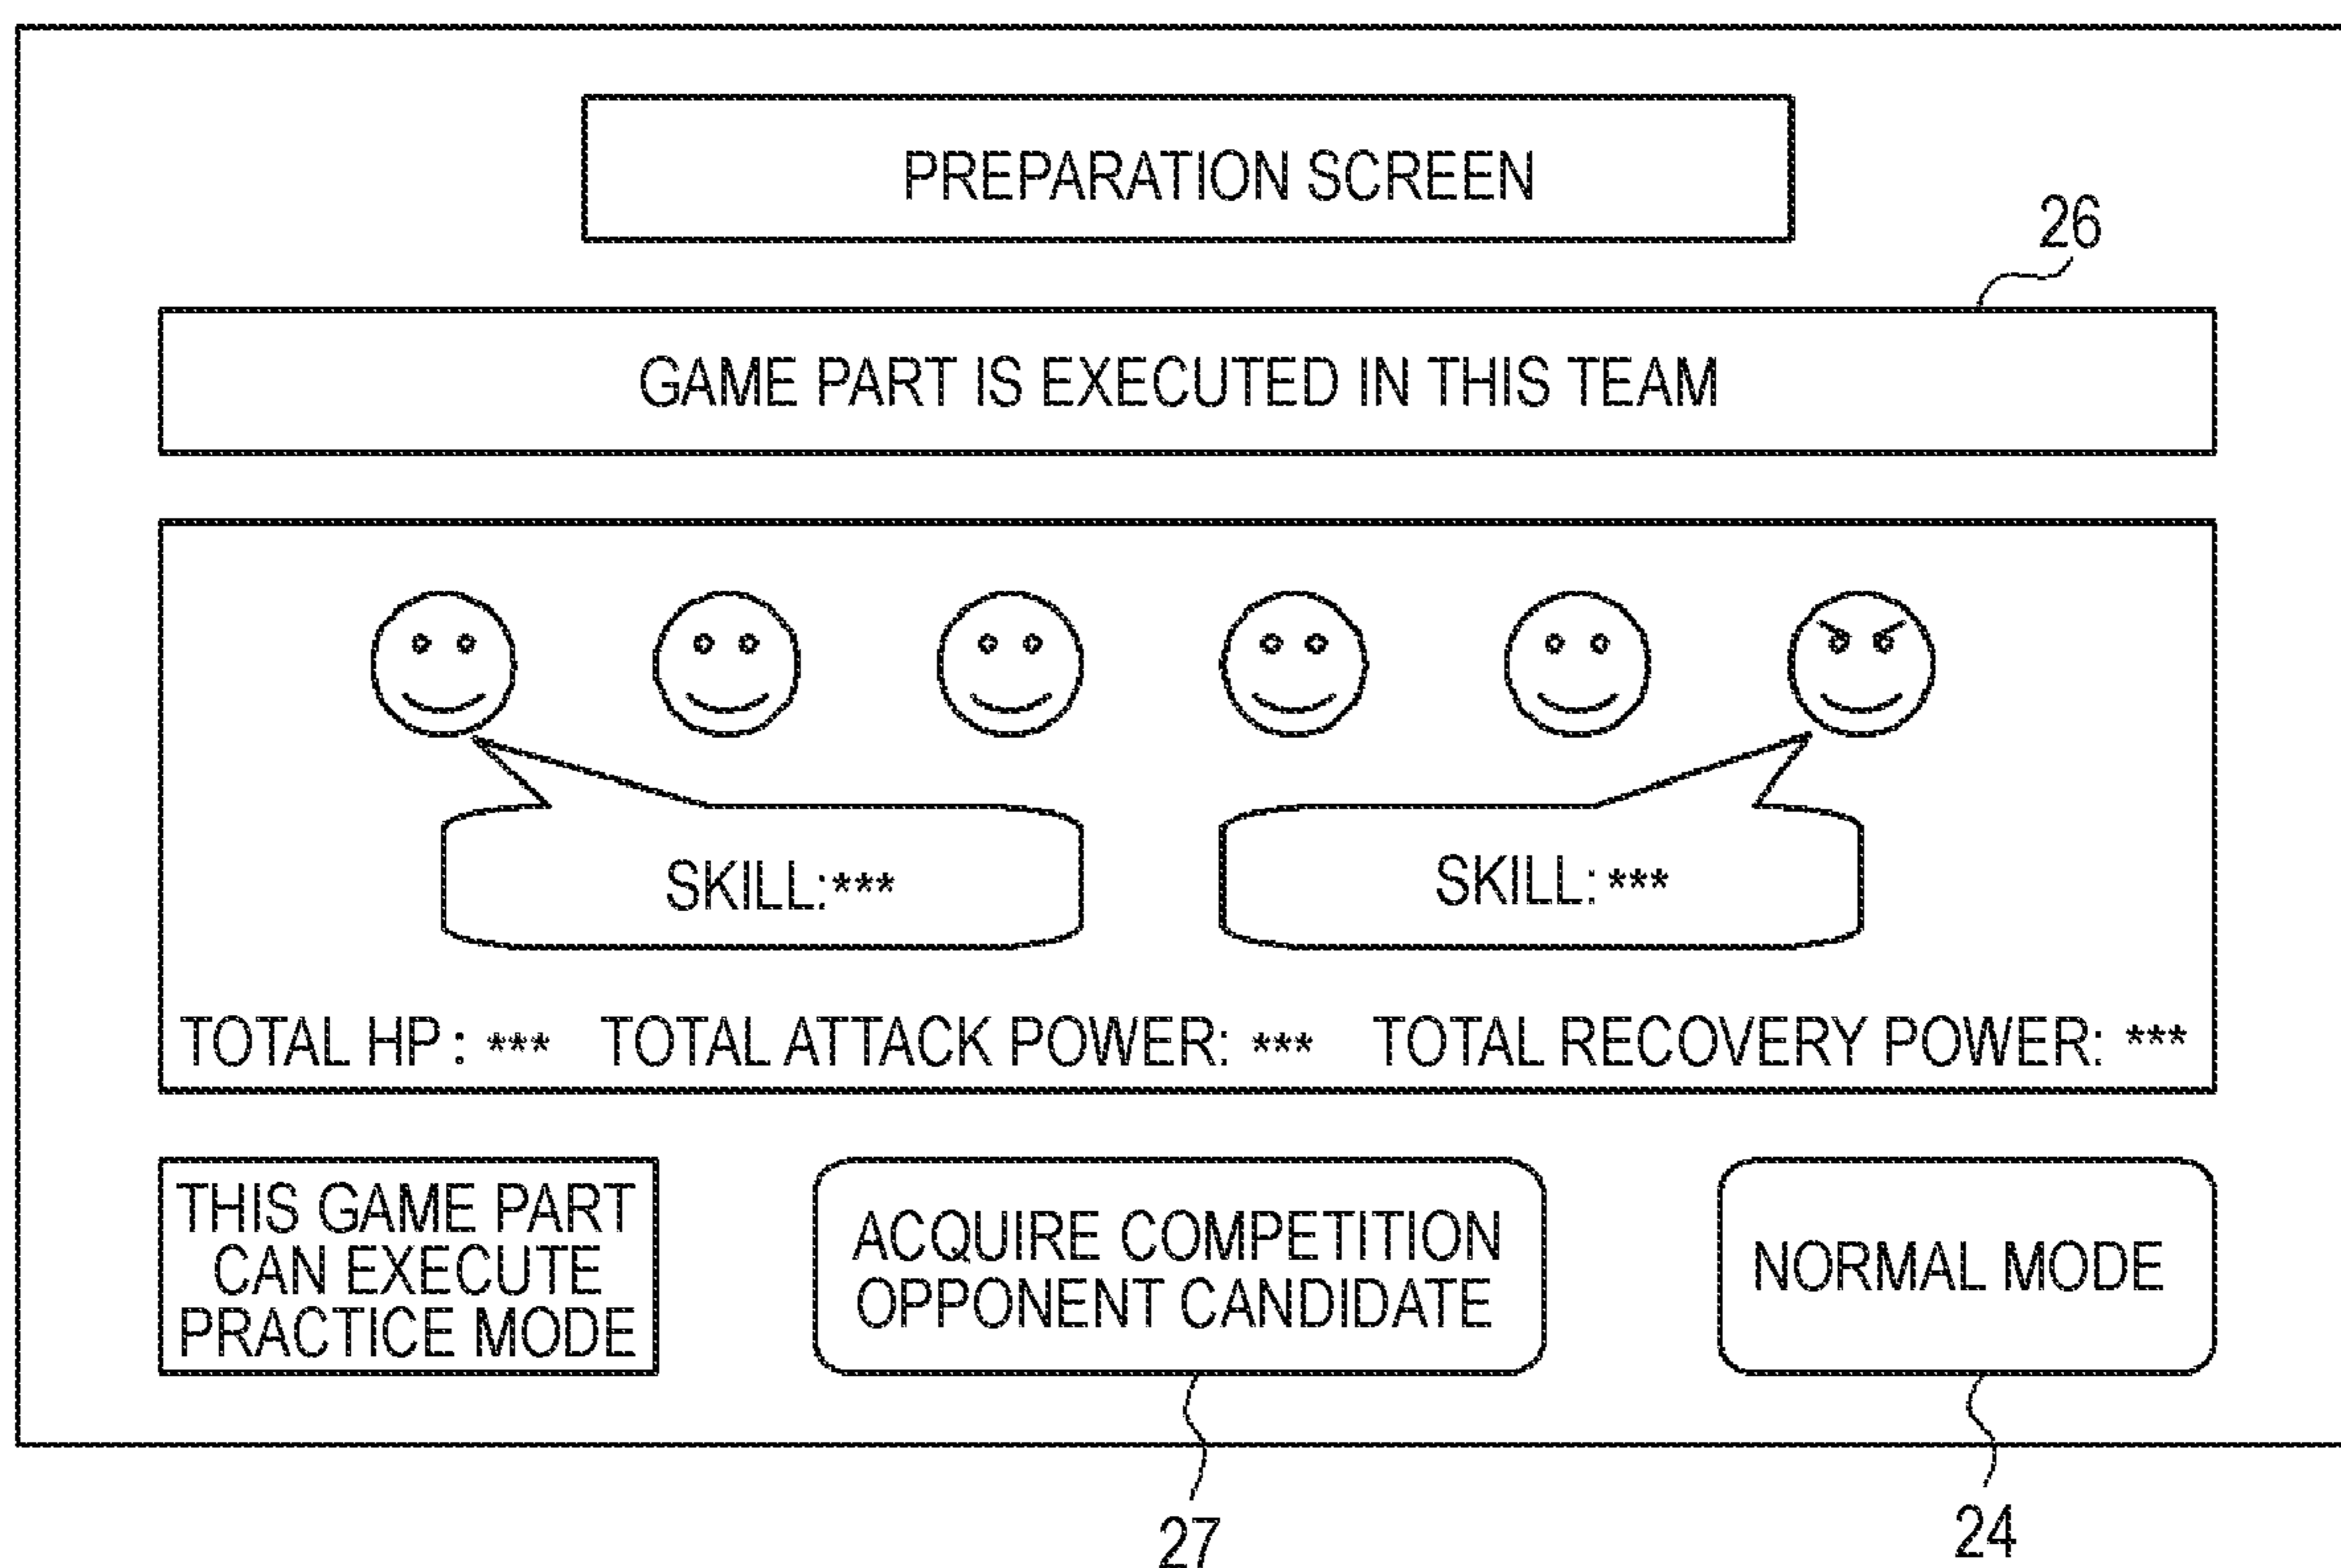 PREPARATION SCREEN
26
GAME PART IS EXECUTED IN THIS TEAM
SKILL:***
SKILL: ***
TOTAL HP : *** TOTAL ATTACK POWER: *** TOTAL RECOVERY POWER: ***
THIS GAME PART
CAN EXECUTE
PRACTICE MODE
ACQUIRE COMPETITION
OPPONENT CANDIDATE
NORMAL MODE
27
24